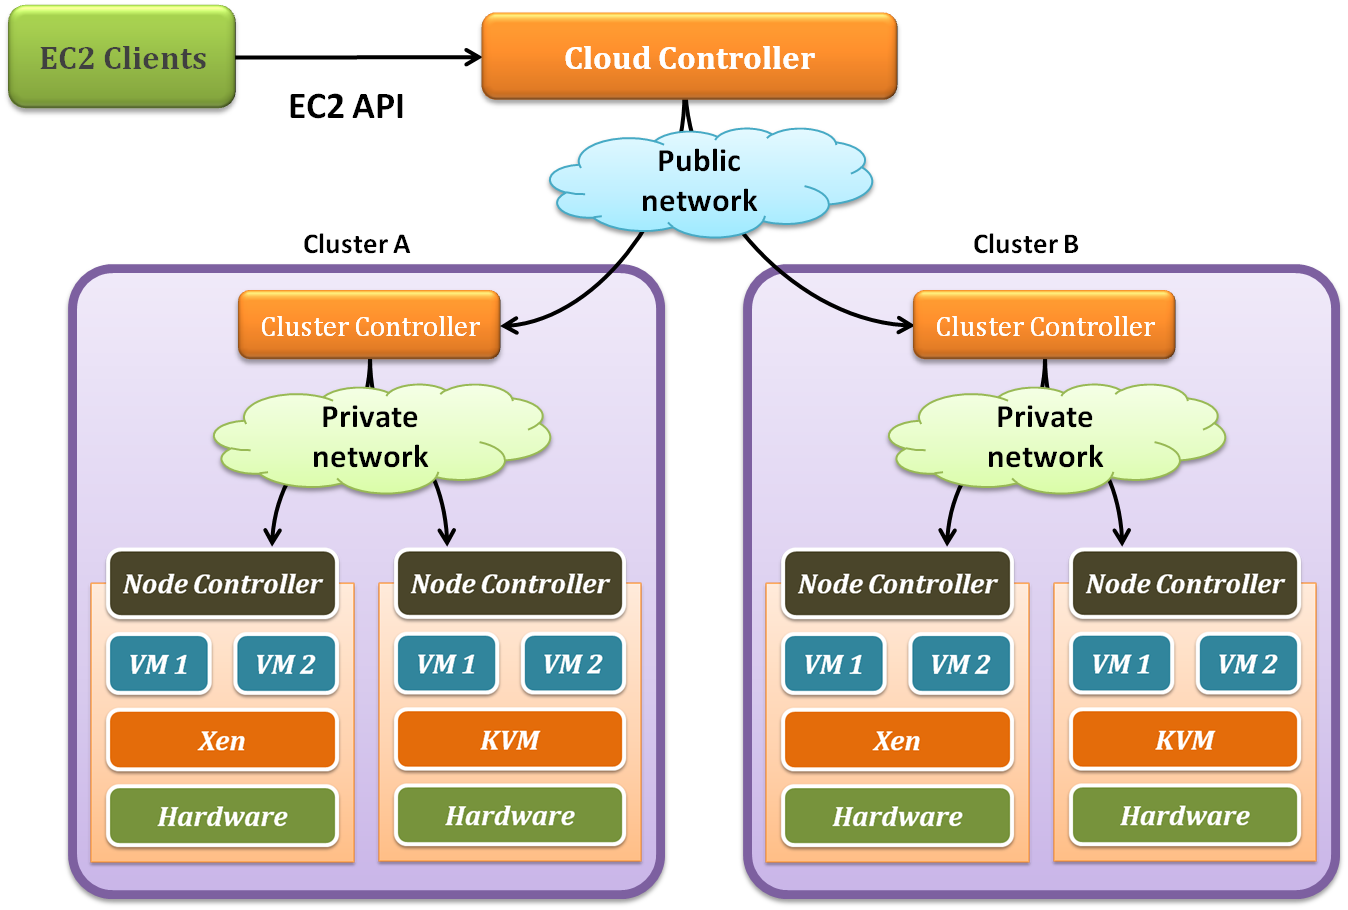 EC2 Clients
EC2 API
Cloud Controller
Public
network
Cluster A
Cluster Controller
Private
network
Node Controller
VM 1
VM 2
Xen
Hardware
Node Controller
VM 1
VM 2
KVM
Hardware
Cluster B
Cluster Controller
Private
network
Node Controller
VM 1
VM 2
Xen
Hardware
Node Controller
VM 1
VM 2
KVM
Hardware